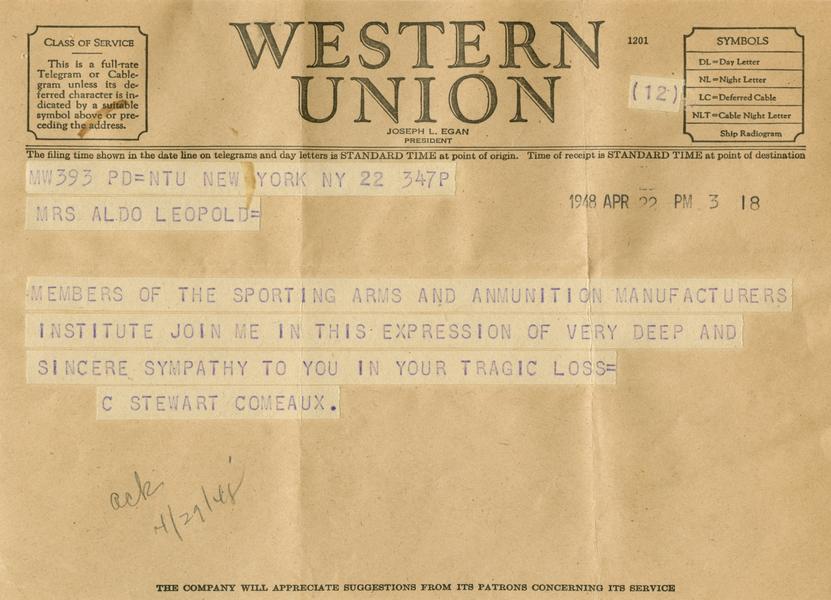 CLASS OF SERVICE
This is a full-rate
Telegram or Cable-
gram unless its de-
ferred character is in-
dicated by a suitable
symbol above or pre-
ceding the address.
WESTERN
UNION
1201
(12)
JOSEPH L. EGAN
PRESIDENT
SYMBOLS
DL=Day Letter
NL=Night Letter
LC=Deferred Cable
NLT=Cable Night Letter
Ship Radiogram
The filing time shown in the date line on telegrams and day letters is STANDARD TIME at point of origin. Time of receipt is STANDARD TIME at point of destination
MW393 PD=NTU NEW YORK NY 22 347P
1948 APR 22 PM 3 18
MRS ALDO LEOPOLD=
MEMBERS OF THE SPORTING ARMS AND ANMUNITION MANUFACTURERS
INSTITUTE JOIN ME IN THIS EXPRESSION OF VERY DEEP AND
SINCERE SYMPATHY TO YOU IN YOUR TRAGIC LOSS=
C STEWART COMEAUX.
ack
4/29/48
THE COMPANY WILL APPRECIATE SUGGESTIONS FROM ITS PATRONS CONCERNING ITS SERVICE